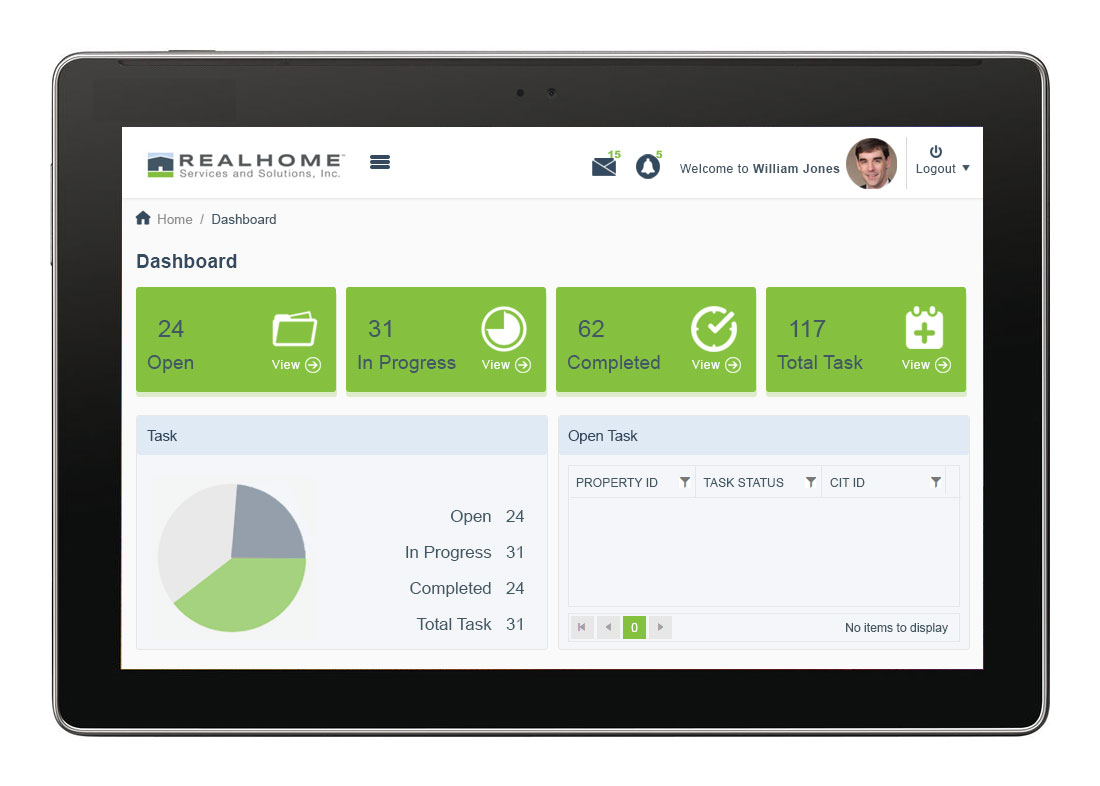 REALHOME™
Services and Solutions, Inc.
15
5
Welcome to William Jones
Logout
Home / Dashboard
Dashboard
24
Open
View
31
In Progress
View
62
Completed
View
117
Total Task
View
Task
Open 24
In Progress 31
Completed 24
Total Task 31
Open Task
PROPERTY ID TASK STATUS CIT ID
0 No items to display